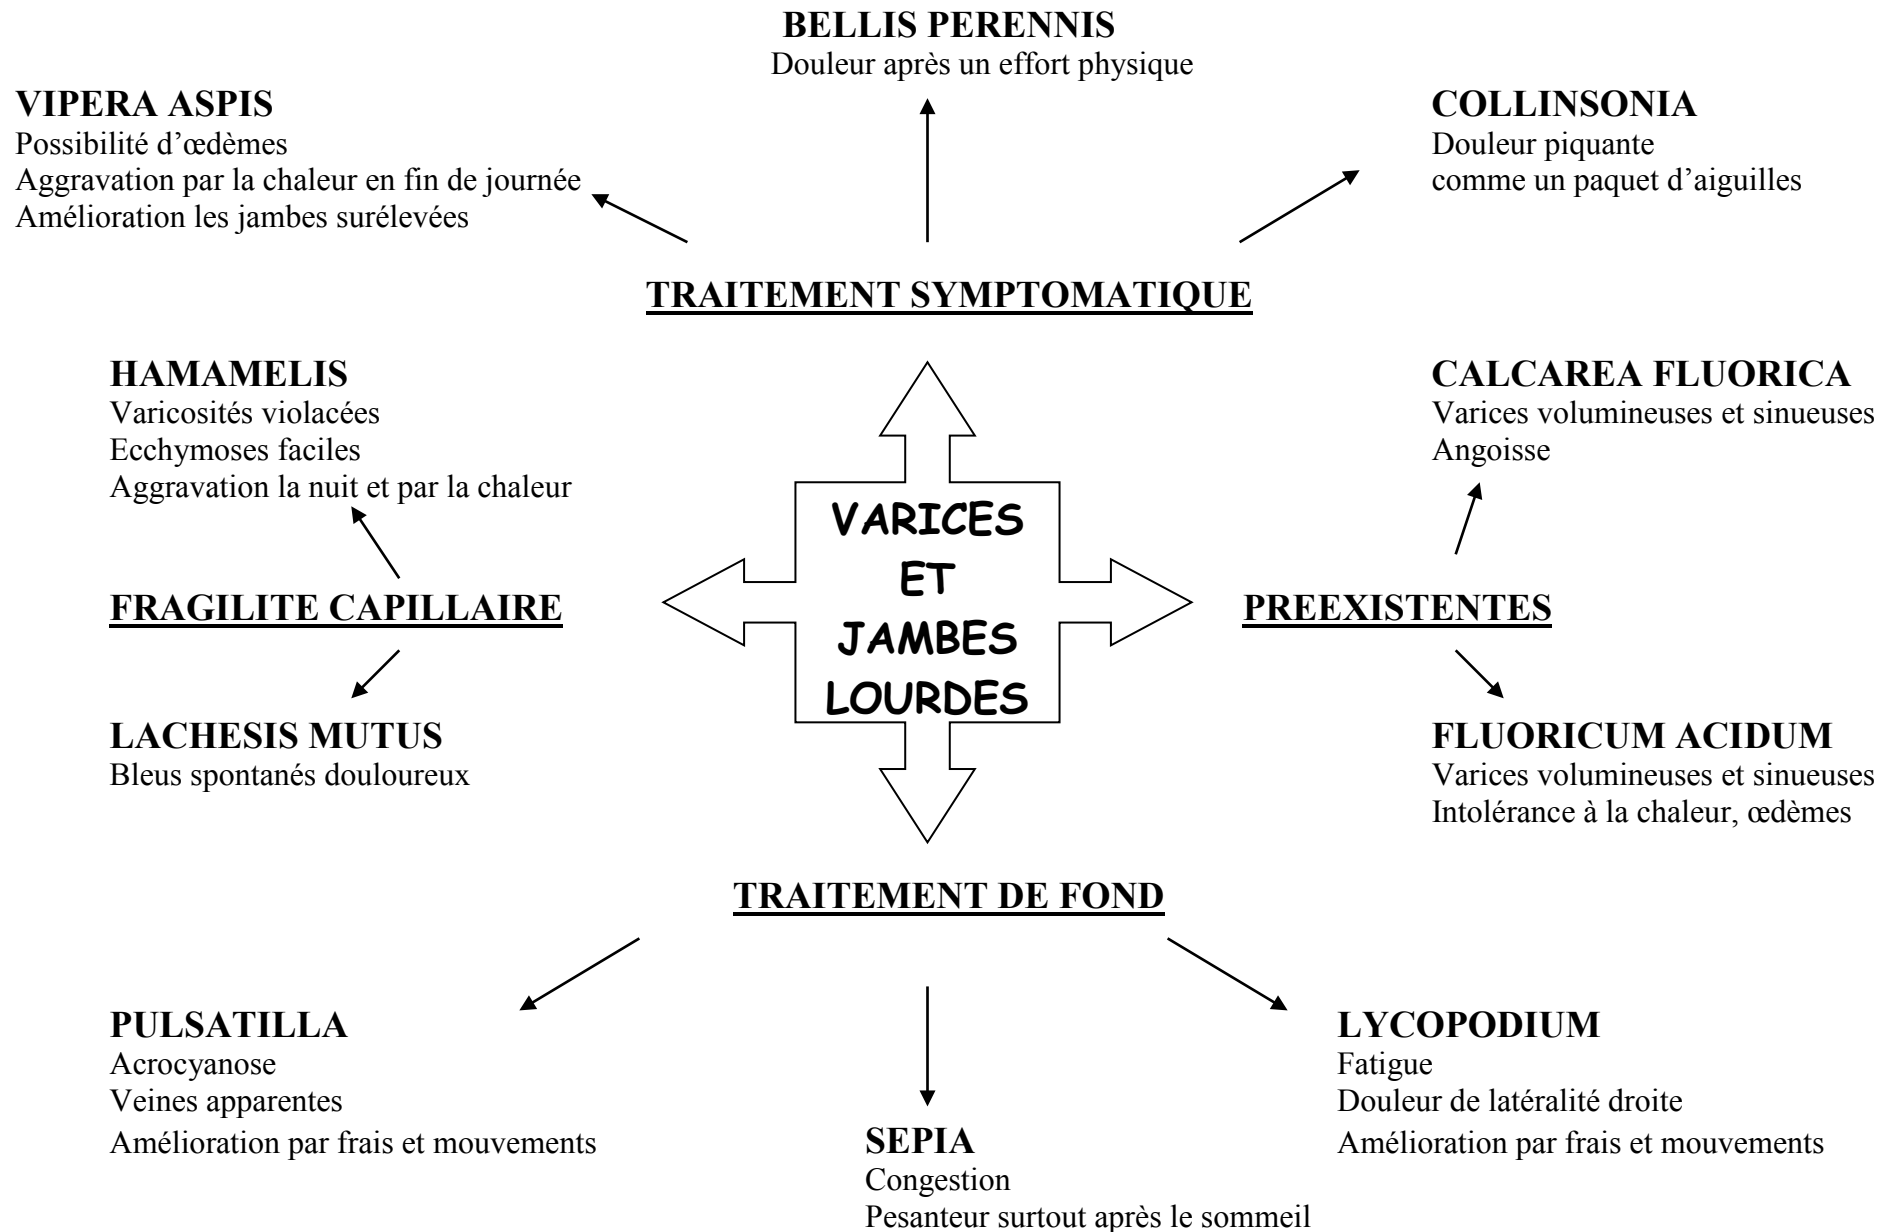 BELLIS PERENNIS
Douleur après un effort physique
VIPERA ASPIS
Possibilité d’œdèmes
Aggravation par la chaleur en fin de journée
Amélioration les jambes surélevées
COLLINSONIA
Douleur piquante
comme un paquet d’aiguilles
TRAITEMENT SYMPTOMATIQUE
HAMAMELIS
Varicosités violacées
Ecchymoses faciles
Aggravation la nuit et par la chaleur
CALCAREA FLUORICA
Varices volumineuses et sinueuses
Angoisse
VARICES
ET
JAMBES
LOURDES
FRAGILITE CAPILLAIRE
PREEXISTENTES
LACHESIS MUTUS
Bleus spontanés douloureux
FLUORICUM ACIDUM
Varices volumineuses et sinueuses
Intolérance à la chaleur, œdèmes
TRAITEMENT DE FOND
PULSATILLA
Acrocyanose
Veines apparentes
Amélioration par frais et mouvements
SEPIA
Congestion
Pesanteur surtout après le sommeil
LYCOPODIUM
Fatigue
Douleur de latéralité droite
Amélioration par frais et mouvements